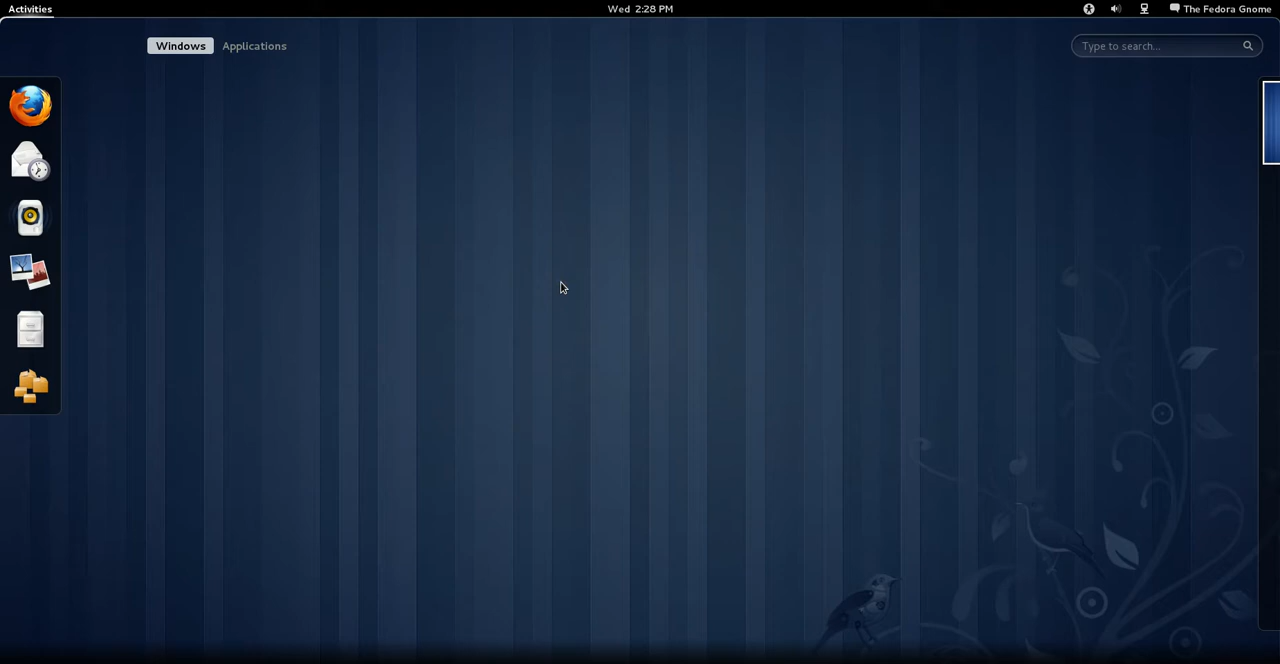 Activities
Wed 2:28 PM
The Fedora Gnome
Windows
Applications
Type to search...